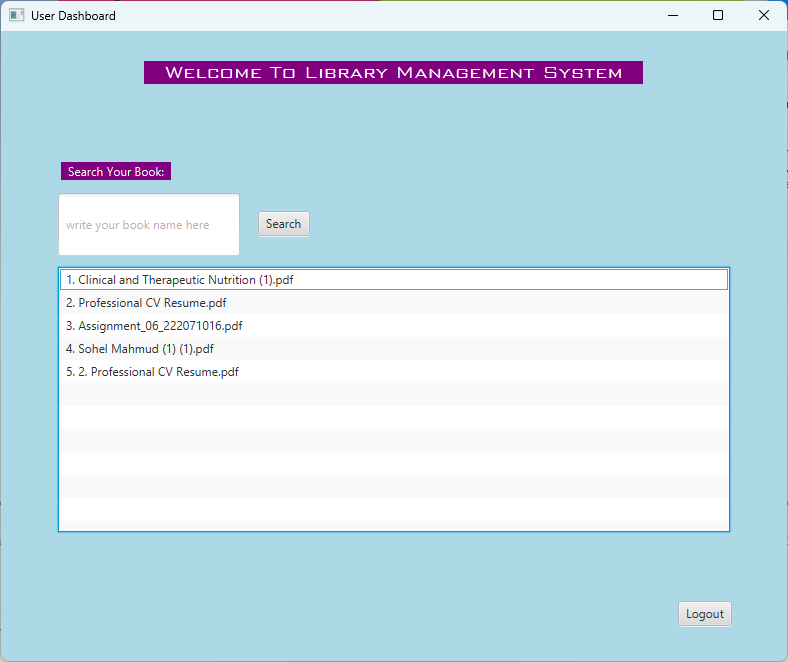 User Dashboard
Welcome To Library Management System
Search Your Book:
write your book name here
Search
1. Clinical and Therapeutic Nutrition (1).pdf
2. Professional CV Resume.pdf
3. Assignment_06_222071016.pdf
4. Sohel Mahmud (1) (1).pdf
5. 2. Professional CV Resume.pdf
Logout